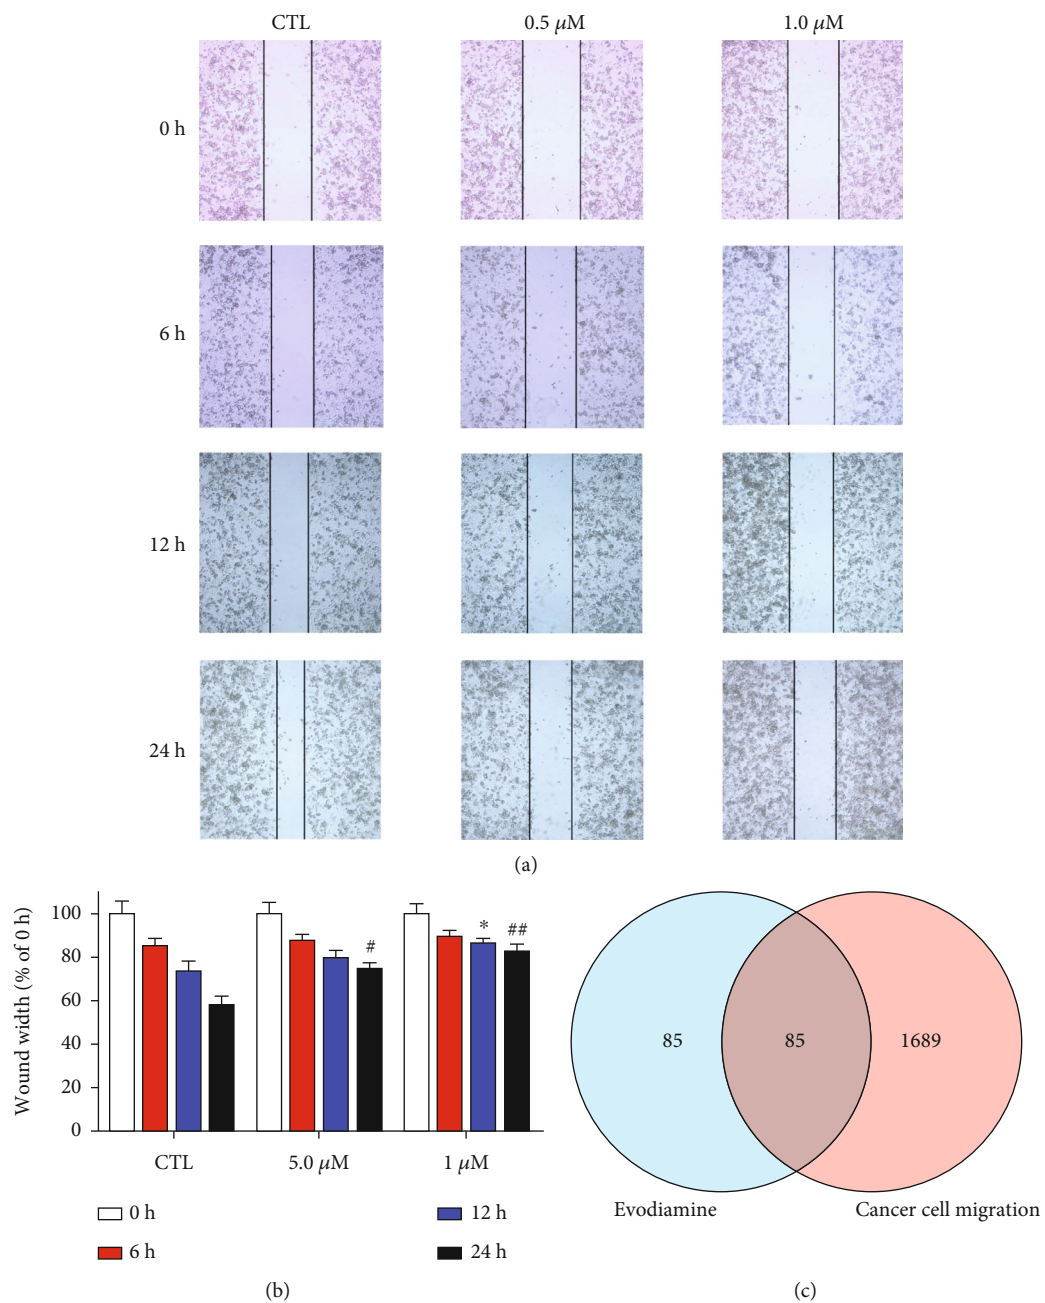 CTL 0.5 μM 1.0 μM
0 h
6 h
12 h
24 h
(a)
Wound width (% of 0 h)
100
80
60
40
20
0
# * ##
CTL 5.0 μM 1 μM
0 h 12 h
6 h 24 h
(b)
85 85 1689
Evodiamine Cancer cell migration
(c)